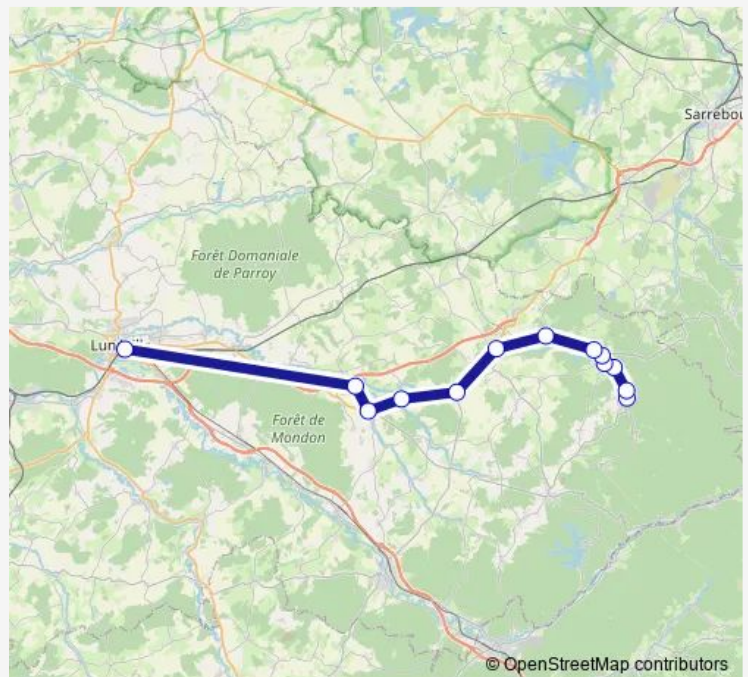 Sarrebou
Forêt Domaniale
de Parroy
Lun
Forêt de
Mondon
© OpenStreetMap contributors